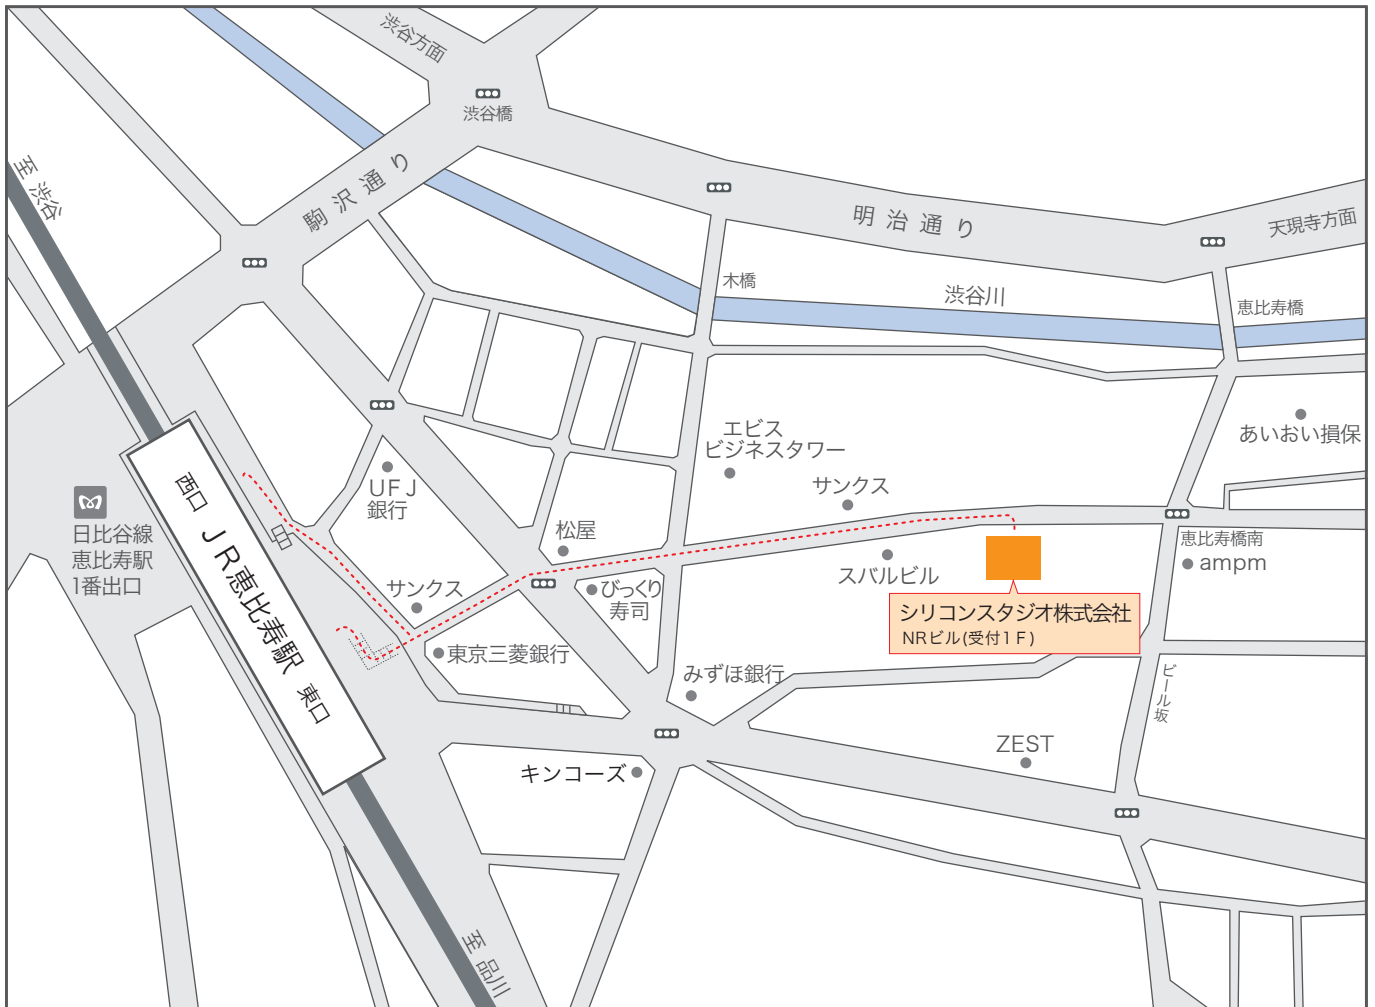 渋谷方面
渋谷橋
至 渋谷
駒沢通り
明治通り
天現寺方面
木橋
渋谷川
恵比寿橋
エビス
ビジネスタワー
あいおい損保
UFJ
銀行
サンクス
日比谷線
恵比寿駅
1番出口
西口 JR恵比寿駅 東口
松屋
恵比寿橋南
ampm
スバルビル
サンクス
びっくり
寿司
シリコンスタジオ株式会社
NRビル(受付1F)
東京三菱銀行
みずほ銀行
ビール坂
ZEST
キンコーズ
至 品川